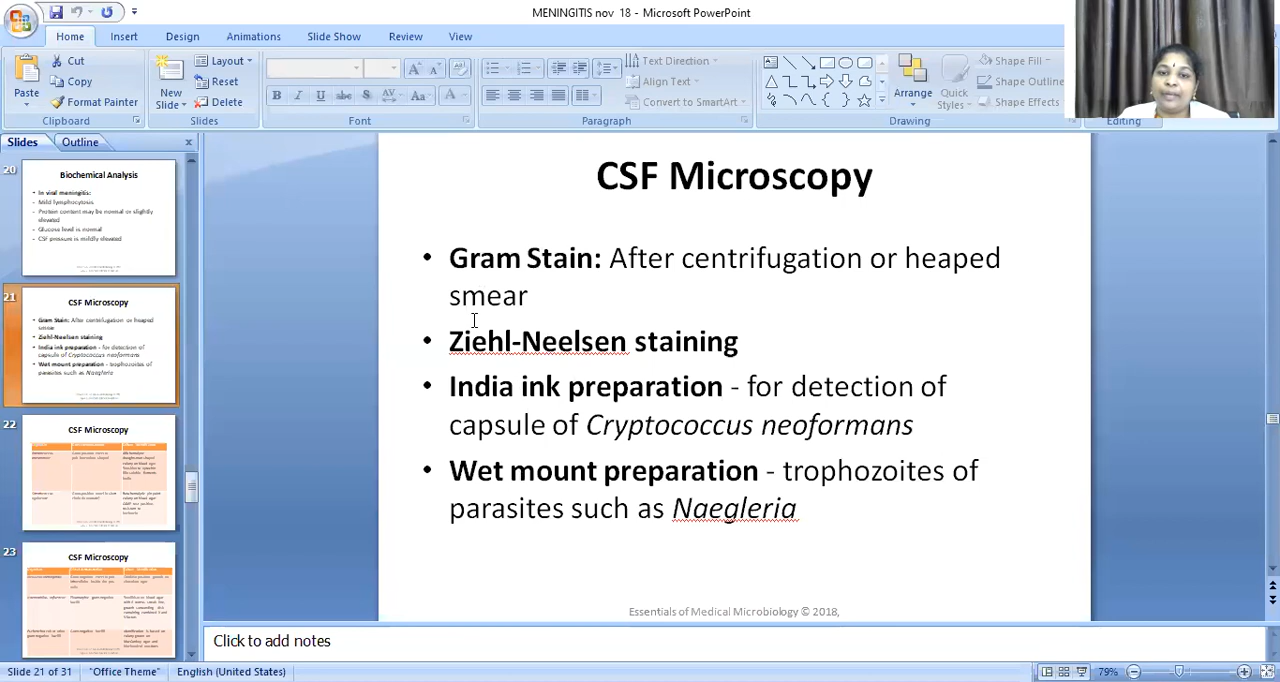 MENINGITIS nov 18 - Microsoft PowerPoint
Home Insert Design Animations Slide Show Review View
Paste
Cut
Copy
Format Painter
Clipboard
New
Slide
Layout
Reset
Delete
Slides
B I U abc S AV Aa A
Font
Text Direction
Align Text
Convert to SmartArt
Paragraph
Arrange
Quick
Styles
Shape Fill
Shape Outline
Shape Effects
Drawing
Editing
Slides Outline
20
Biochemical Analysis
• In viral meningitis:
– Mild lymphocytosis
– Protein content may be normal or slightly
elevated
– Glucose level is normal
– CSF pressure is mildly elevated
21
CSF Microscopy
• Gram Stain: After centrifugation or heaped
smear
• Ziehl-Neelsen staining
• India ink preparation - for detection of
capsule of Cryptococcus neoformans
• Wet mount preparation - trophozoites of
parasites such as Naegleria
22
CSF Microscopy
23
CSF Microscopy
CSF Microscopy
• Gram Stain: After centrifugation or heaped
smear
• Ziehl-Neelsen staining
• India ink preparation - for detection of
capsule of Cryptococcus neoformans
• Wet mount preparation - trophozoites of
parasites such as Naegleria
Essentials of Medical Microbiology © 2018,
Click to add notes
Slide 21 of 31 "Office Theme" English (United States) 79%